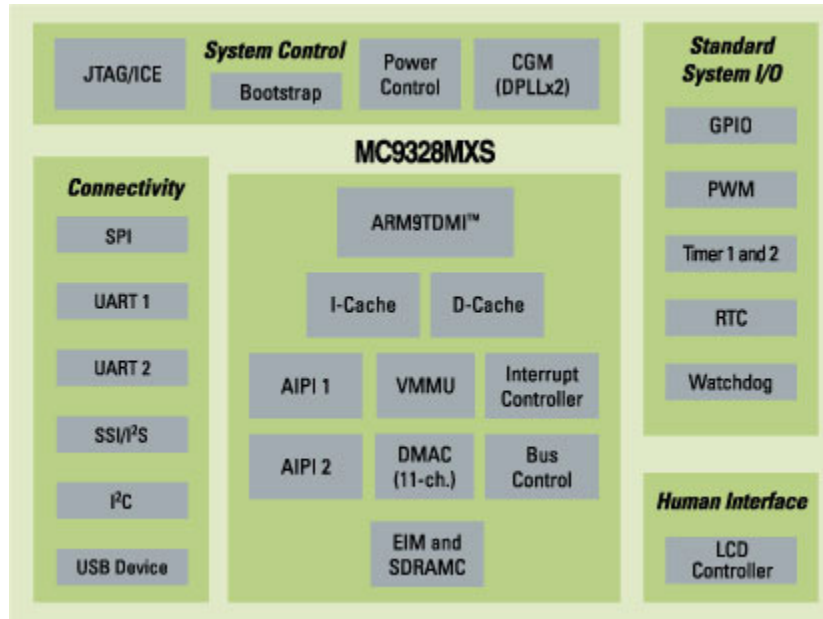 System Control
JTAG/ICE
Bootstrap
Power
Control
CGM
(DPLLx2)
Standard
System I/O
GPIO
PWM
Timer 1 and 2
RTC
Watchdog
MC9328MXS
Connectivity
SPI
UART 1
UART 2
SSI/I²S
I²C
USB Device
ARM9TDMI™
I-Cache
D-Cache
AIPI 1
VMMU
Interrupt
Controller
AIPI 2
DMAC
(11-ch.)
Bus
Control
EIM and
SDRAMC
Human Interface
LCD
Controller